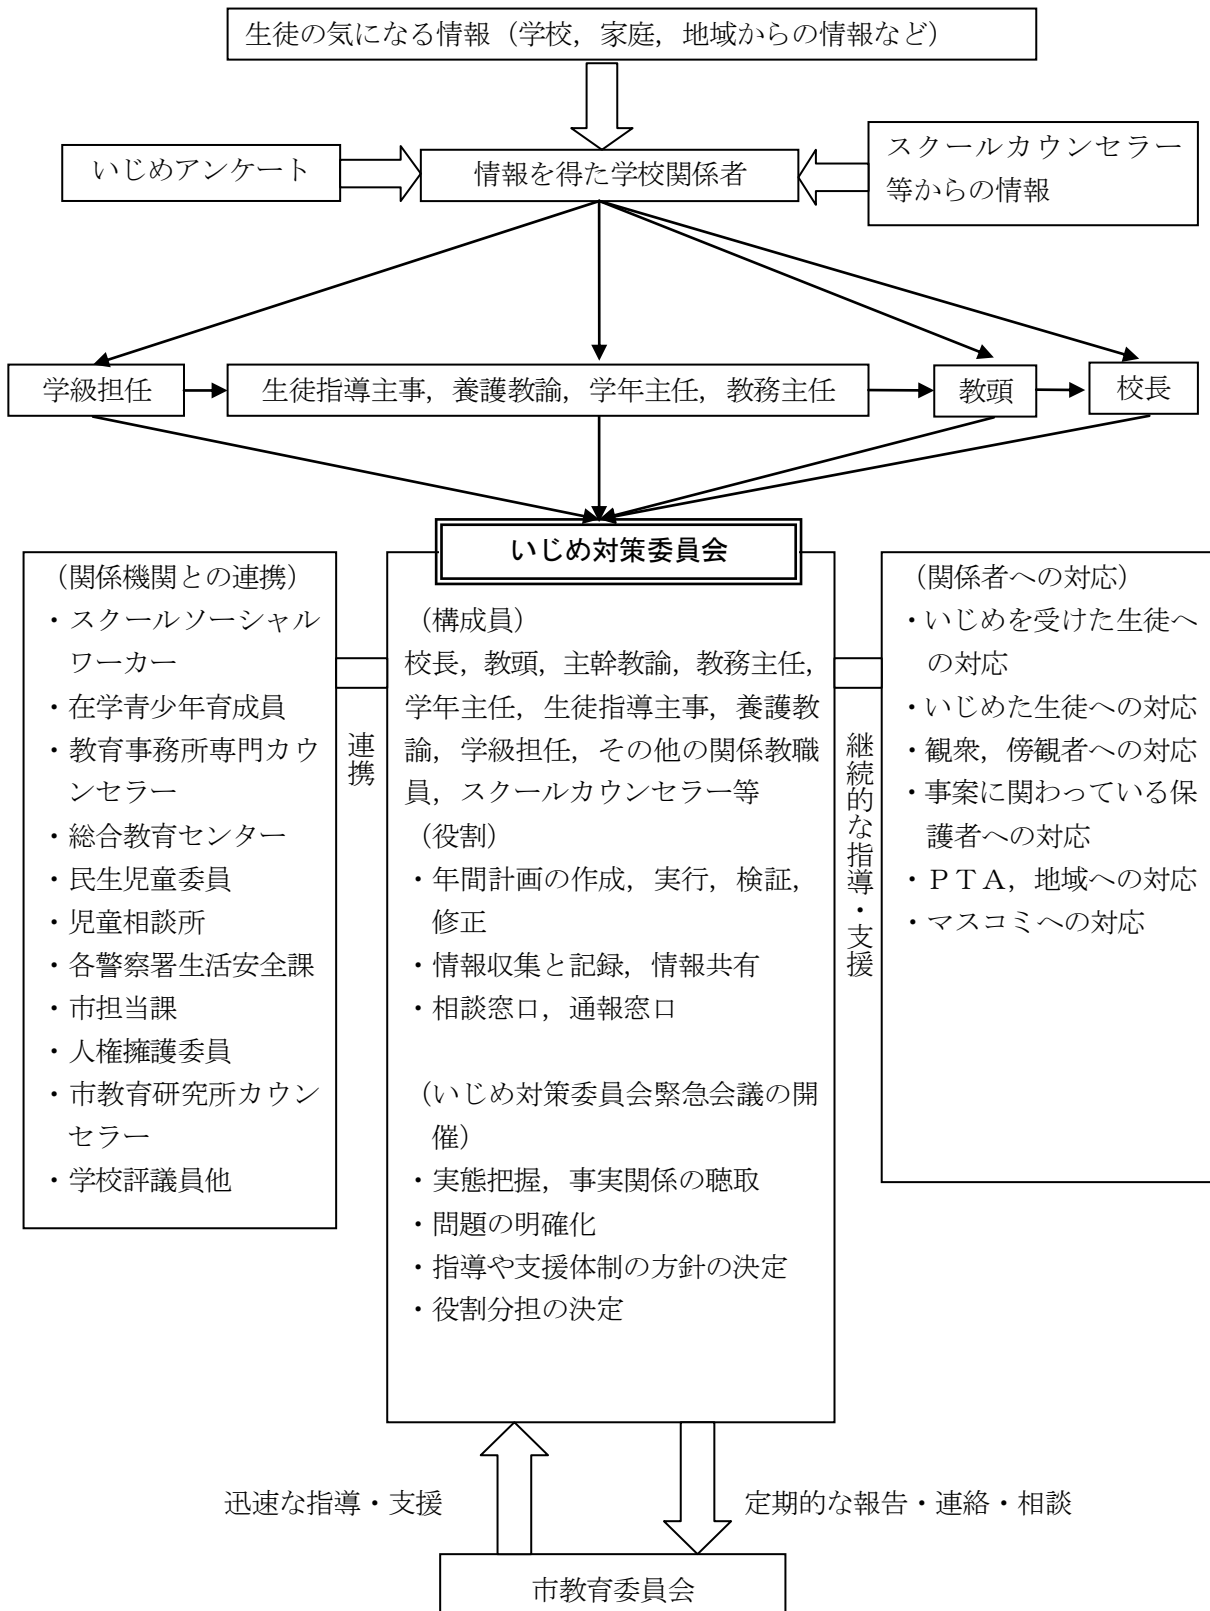 生徒の気になる情報（学校，家庭，地域からの情報など）
いじめアンケート
情報を得た学校関係者
スクールカウンセラー
等からの情報
学級担任
生徒指導主事，養護教諭，学年主任，教務主任
教頭
校長
いじめ対策委員会
（関係機関との連携）
・スクールソーシャル
ワーカー
・在学青少年育成員
・教育事務所専門カウ
ンセラー
・総合教育センター
・民生児童委員
・児童相談所
・各警察署生活安全課
・市担当課
・人権擁護委員
・市教育研究所カウン
セラー
・学校評議員他
連携
（構成員）
校長，教頭，主幹教諭，教務主任，
学年主任，生徒指導主事，養護教
諭，学級担任，その他の関係教職
員，スクールカウンセラー等
（役割）
・年間計画の作成，実行，検証，
修正
・情報収集と記録，情報共有
・相談窓口，通報窓口
（いじめ対策委員会緊急会議の開
催）
・実態把握，事実関係の聴取
・問題の明確化
・指導や支援体制の方針の決定
・役割分担の決定
継続的な指導・支援
（関係者への対応）
・いじめを受けた生徒へ
の対応
・いじめた生徒への対応
・観衆，傍観者への対応
・事案に関わっている保
護者への対応
・ＰＴＡ，地域への対応
・マスコミへの対応
迅速な指導・支援
定期的な報告・連絡・相談
市教育委員会